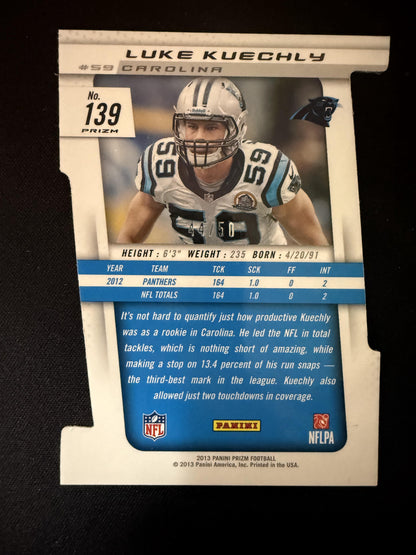 LUKE KUECHLY
#59 CAROLINA
No.
139
PRIZM
59
59
59
44/50
HEIGHT : 6'3" WEIGHT : 235 BORN : 4/20/91
YEAR TEAM TCK SCK FF INT
2012 PANTHERS 164 1.0 0 2
NFL TOTALS 164 1.0 0 2
It's not hard to quantify just how productive Kuechly
was as a rookie in Carolina. He led the NFL in total
tackles, which is nothing short of amazing, while
making a stop on 13.4 percent of his run snaps —
the third-best mark in the league. Kuechly also
allowed just two touchdowns in coverage.
NFL
PANINI
NFLPA
2013 PANINI PRIZM FOOTBALL
© 2013 Panini America, Inc. Printed in the USA.